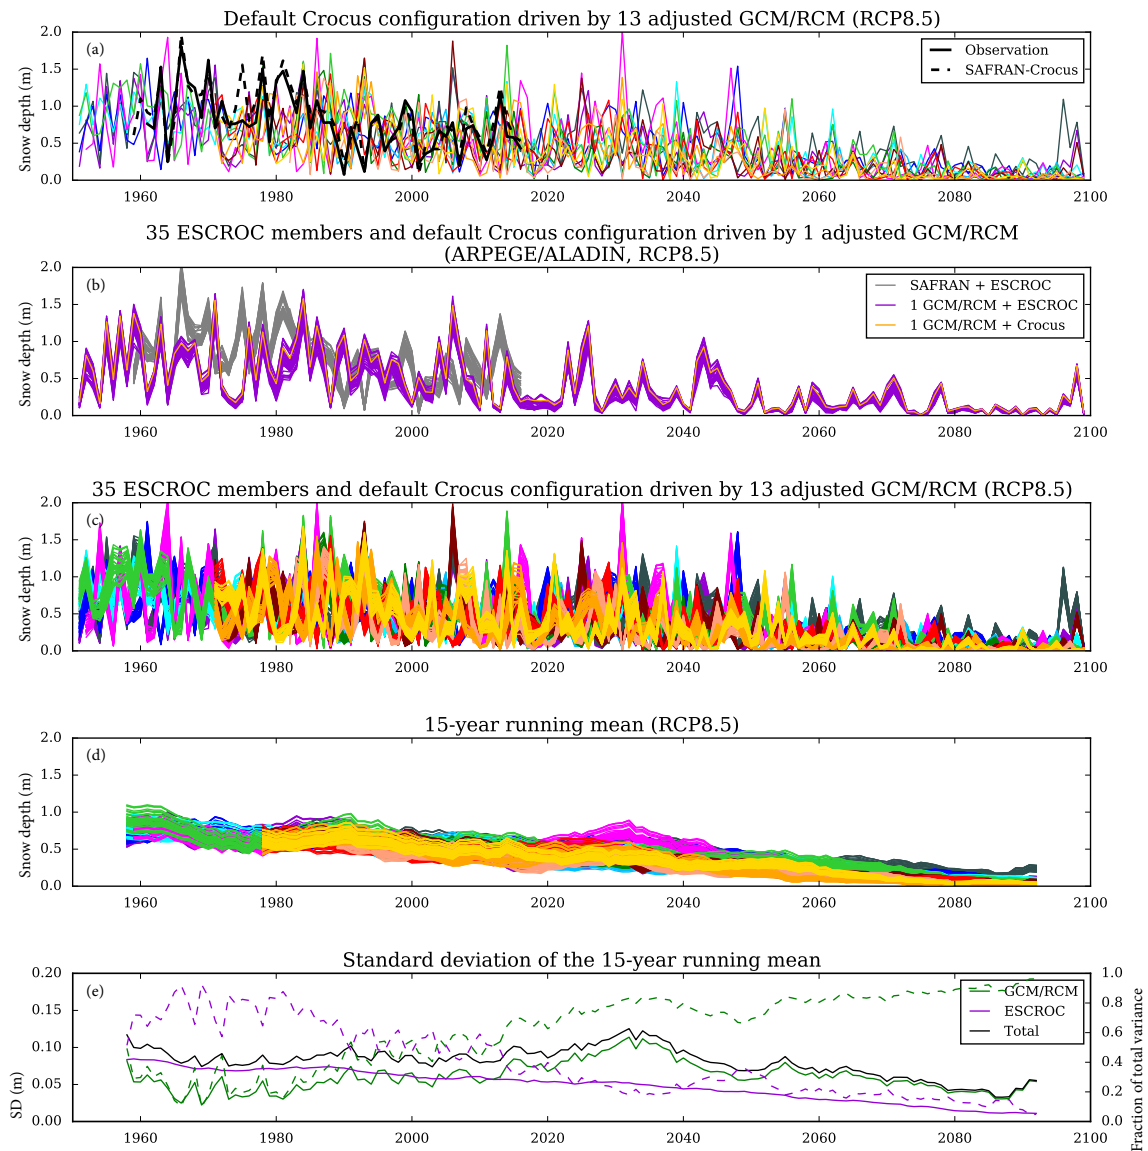 Default Crocus configuration driven by 13 adjusted GCM/RCM (RCP8.5)
(a)
Observation
SAFRAN-Crocus
Snow depth (m)
2.0
1.5
1.0
0.5
0.0
1960 1980 2000 2020 2040 2060 2080 2100
35 ESCROC members and default Crocus configuration driven by 1 adjusted GCM/RCM
(ARPEGE/ALADIN, RCP8.5)
(b)
SAFRAN + ESCROC
1 GCM/RCM + ESCROC
1 GCM/RCM + Crocus
Snow depth (m)
2.0
1.5
1.0
0.5
0.0
1960 1980 2000 2020 2040 2060 2080 2100
35 ESCROC members and default Crocus configuration driven by 13 adjusted GCM/RCM (RCP8.5)
(c)
Snow depth (m)
2.0
1.5
1.0
0.5
0.0
1960 1980 2000 2020 2040 2060 2080 2100
15-year running mean (RCP8.5)
(d)
Snow depth (m)
2.0
1.5
1.0
0.5
0.0
1960 1980 2000 2020 2040 2060 2080 2100
Standard deviation of the 15-year running mean
(e)
GCM/RCM
ESCROC
Total
SD (m)
0.20
0.15
0.10
0.05
0.00
1.0
0.8
0.6
0.4
0.2
0.0
Fraction of total variance
1960 1980 2000 2020 2040 2060 2080 2100